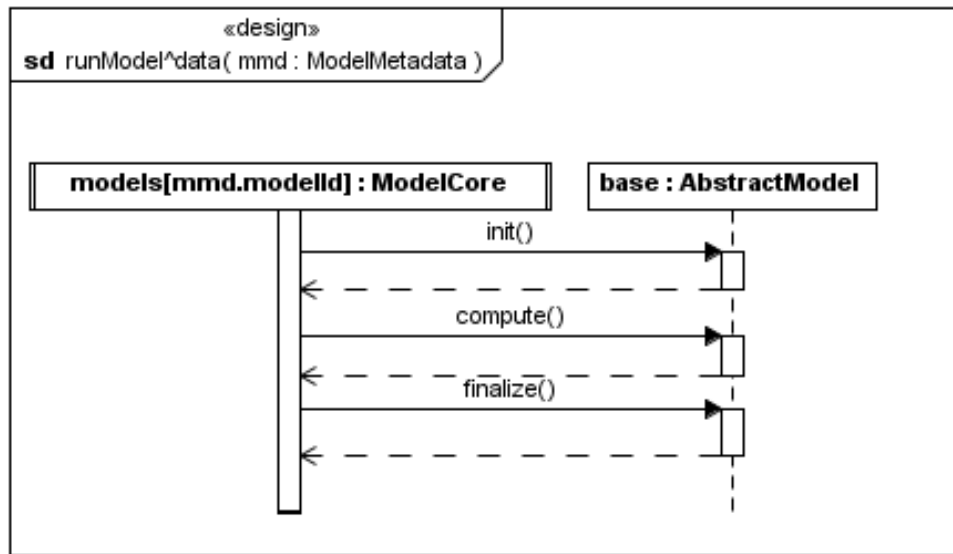 «design»
sd runModel^data( mmd : ModelMetadata )
models[mmd.modelId] : ModelCore
base : AbstractModel
init()
compute()
finalize()